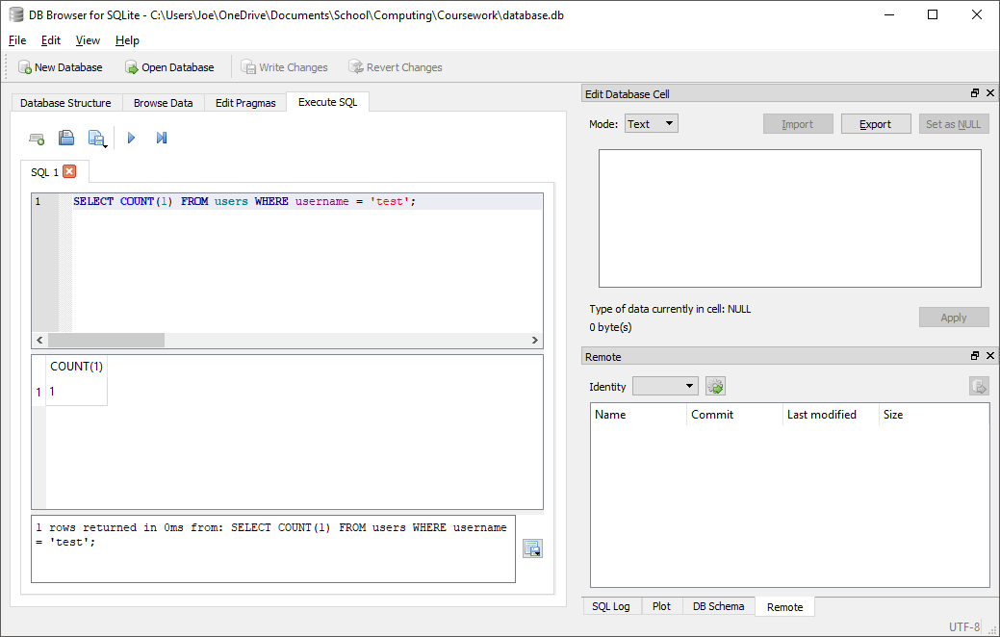 DB Browser for SQLite - C:\Users\Joe\OneDrive\Documents\School\Computing\Coursework\database.db
File Edit View Help
New Database Open Database Write Changes Revert Changes
Database Structure Browse Data Edit Pragmas Execute SQL
SQL 1
1 SELECT COUNT(1) FROM users WHERE username = 'test';
COUNT(1)
1 1
1 rows returned in 0ms from: SELECT COUNT(1) FROM users WHERE username
= 'test';
Edit Database Cell
Mode: Text Import Export Set as NULL
Type of data currently in cell: NULL
0 byte(s)
Apply
Remote
Identity
Name Commit Last modified Size
SQL Log Plot DB Schema Remote
UTF-8